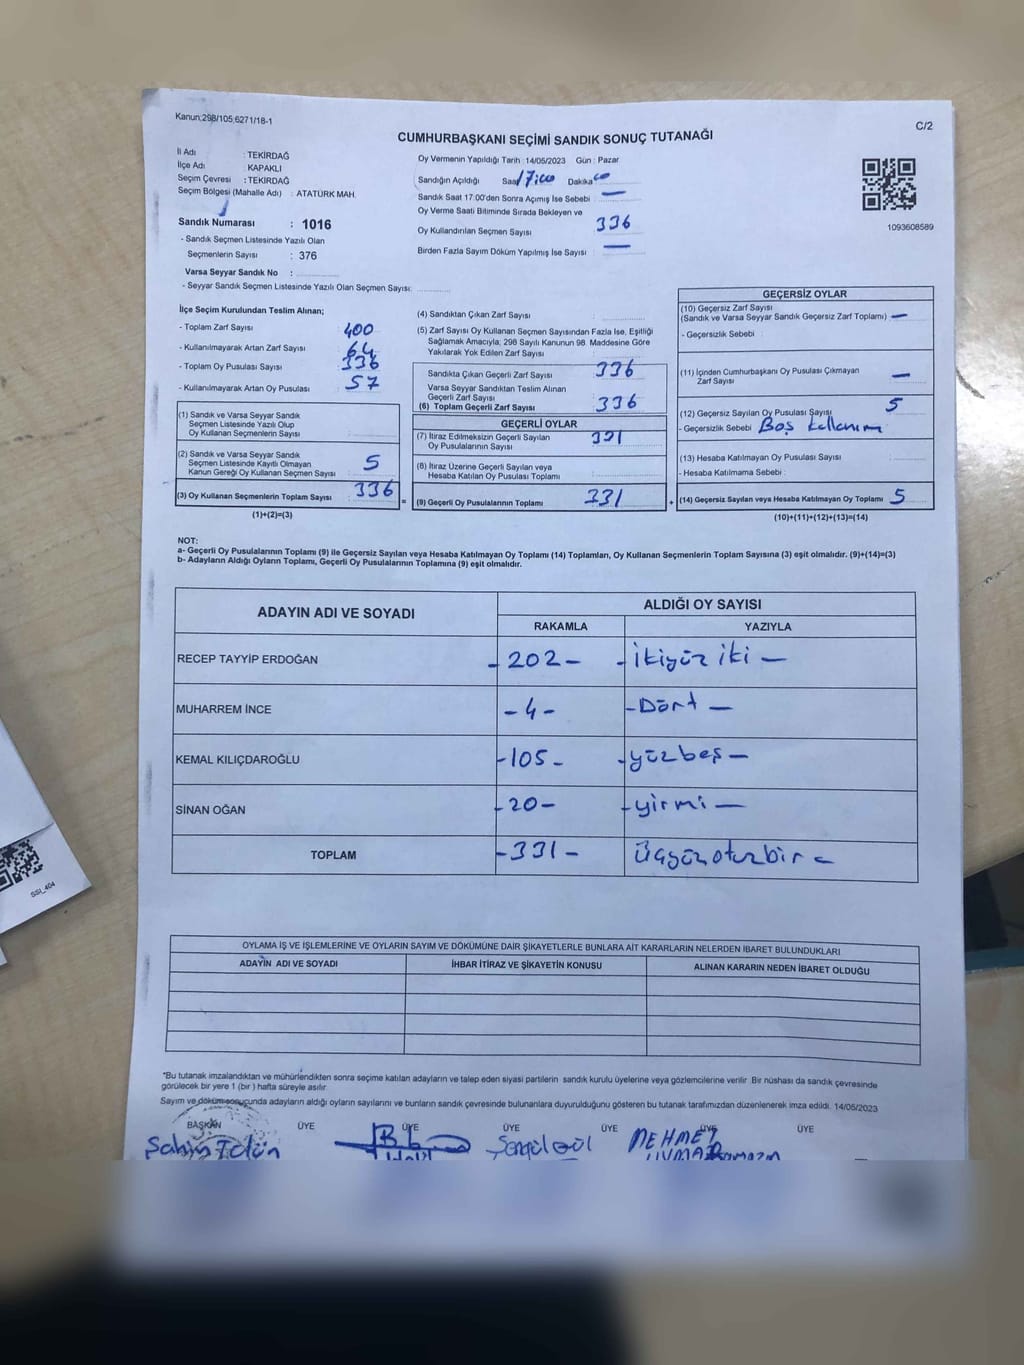 Kanun:298/105;6271/18-1
C/2
CUMHURBAŞKANI SEÇİMİ SANDIK SONUÇ TUTANAĞI
İl Adı : TEKİRDAĞ
İlçe Adı KAPAKLI
Seçim Çevresi : TEKİRDAĞ
Seçim Bölgesi (Mahalle Adı) : ATATÜRK MAH.
Sandık Numarası : 1016
- Sandık Seçmen Listesinde Yazılı Olan
Seçmenlerin Sayısı : 376
Varsa Seyyar Sandık No :
- Seyyar Sandık Seçmen Listesinde Yazılı Olan Seçmen Sayısı:
Oy Vermenin Yapıldığı Tarih :14/05/2023 Gün : Pazar
Sandığın Açıldığı Saat 17:00 Dakika 00
Sandık Saat 17:00'den Sonra Açımış İse Sebebi : —
Oy Verme Saati Bitiminde Sırada Bekleyen ve
Oy Kullandırılan Seçmen Sayısı 336
Birden Fazla Sayım Döküm Yapılmış İse Sayısı : —
1093608589
İlçe Seçim Kurulundan Teslim Alınan;
- Toplam Zarf Sayısı 400
- Kullanılmayarak Artan Zarf Sayısı 64
- Toplam Oy Pusulası Sayısı 336
- Kullanılmayarak Artan Oy Pusulası 57
(1) Sandık ve Varsa Seyyar Sandık
Seçmen Listesinde Yazılı Olup
Oy Kullanan Seçmenlerin Sayısı
(2) Sandık ve Varsa Seyyar Sandık
Seçmen Listesinde Kayıtlı Olmayan
Kanun Gereği Oy Kullanan Seçmen Sayısı 5
(3) Oy Kullanan Seçmenlerin Toplam Sayısı 336
(1)+(2)=(3)
(4) Sandıktan Çıkan Zarf Sayısı
(5) Zarf Sayısı Oy Kullanan Seçmen Sayısından Fazla İse, Eşitliği
Sağlamak Amacıyla; 298 Sayılı Kanunun 98. Maddesine Göre
Yakılarak Yok Edilen Zarf Sayısı
Sandıkta Çıkan Geçerli Zarf Sayısı 336
Varsa Seyyar Sandıktan Teslim Alınan
Geçerli Zarf Sayısı
(6) Toplam Geçerli Zarf Sayısı 336
GEÇERLİ OYLAR
(7) İtiraz Edilmeksizin Geçerli Sayılan 331
Oy Pusulalarının Sayısı
(8) İtiraz Üzerine Geçerli Sayılan veya
Hesaba Katılan Oy Pusulası Toplamı
= (9) Geçerli Oy Pusulalarının Toplamı 331 +
GEÇERSİZ OYLAR
(10) Geçersiz Zarf Sayısı
(Sandık ve Varsa Seyyar Sandık Geçersiz Zarf Toplamı) —
- Geçersizlik Sebebi
(11) İçinden Cumhurbaşkanı Oy Pusulası Çıkmayan
Zarf Sayısı —
(12) Geçersiz Sayılan Oy Pusulası Sayısı 5
- Geçersizlik Sebebi Boş kullanım
(13) Hesaba Katılmayan Oy Pusulası Sayısı
- Hesaba Katılmama Sebebi :
(14) Geçersiz Sayılan veya Hesaba Katılmayan Oy Toplamı 5
(10)+(11)+(12)+(13)=(14)
NOT:
a- Geçerli Oy Pusulalarının Toplamı (9) ile Geçersiz Sayılan veya Hesaba Katılmayan Oy Toplamı (14) Toplamları, Oy Kullanan Seçmenlerin Toplam Sayısına (3) eşit olmalıdır. (9)+(14)=(3)
b- Adayların Aldığı Oyların Toplamı, Geçerli Oy Pusulalarının Toplamına (9) eşit olmalıdır.
ADAYIN ADI VE SOYADI
ALDIĞI OY SAYISI
RAKAMLA YAZIYLA
RECEP TAYYİP ERDOĞAN - 202 - - İkiyüz iki -
MUHARREM İNCE - 4 - - Dört -
KEMAL KILIÇDAROĞLU - 105 - - yüzbeş -
SİNAN OĞAN - 20 - - yirmi -
TOPLAM - 331 - Üçyüzotuzbir -
OYLAMA İŞ VE İŞLEMLERİNE VE OYLARIN SAYIM VE DÖKÜMÜNE DAİR ŞİKAYETLERLE BUNLARA AİT KARARLARIN NELERDEN İBARET BULUNDUKLARI
ADAYIN ADI VE SOYADI İHBAR İTİRAZ VE ŞİKAYETİN KONUSU ALINAN KARARIN NEDEN İBARET OLDUĞU
*Bu tutanak imzalandıktan ve mühürlendikten sonra seçime katılan adayların ve talep eden siyasi partilerin sandık kurulu üyelerine veya gözlemcilerine verilir. Bir nüshası da sandık çevresinde
görülecek bir yere 1 (bir ) hafta süreyle asılır.
Sayım ve döküm sonucunda adayların aldığı oyların sayılarını ve bunların sandık çevresinde bulunanlara duyurulduğunu gösteren bu tutanak tarafımızdan düzenlenerek imza edildi. 14/05/2023
BAŞKAN ÜYE ÜYE ÜYE ÜYE ÜYE
Şengül Gül MEHMET
SSİ_404